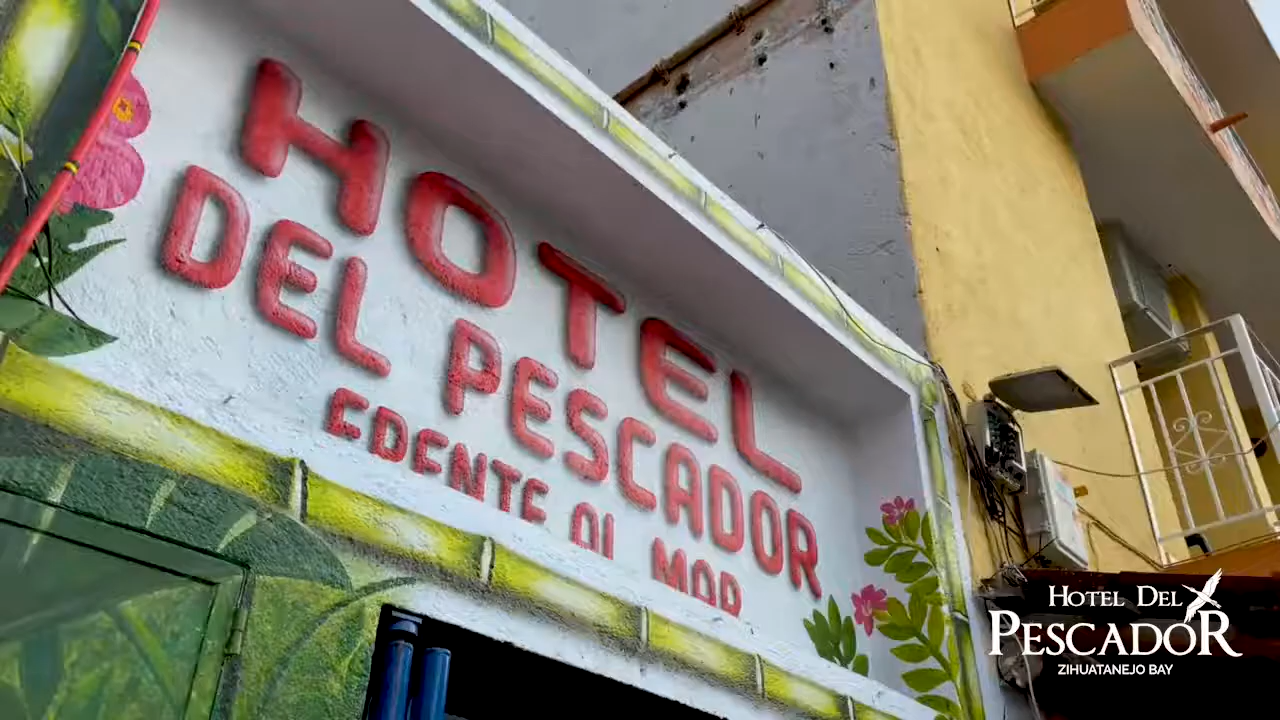 HOTEL
DEL PESCADOR
FRENTE AL MAR
HOTEL DEL
PESCADOR
ZIHUATANEJO BAY